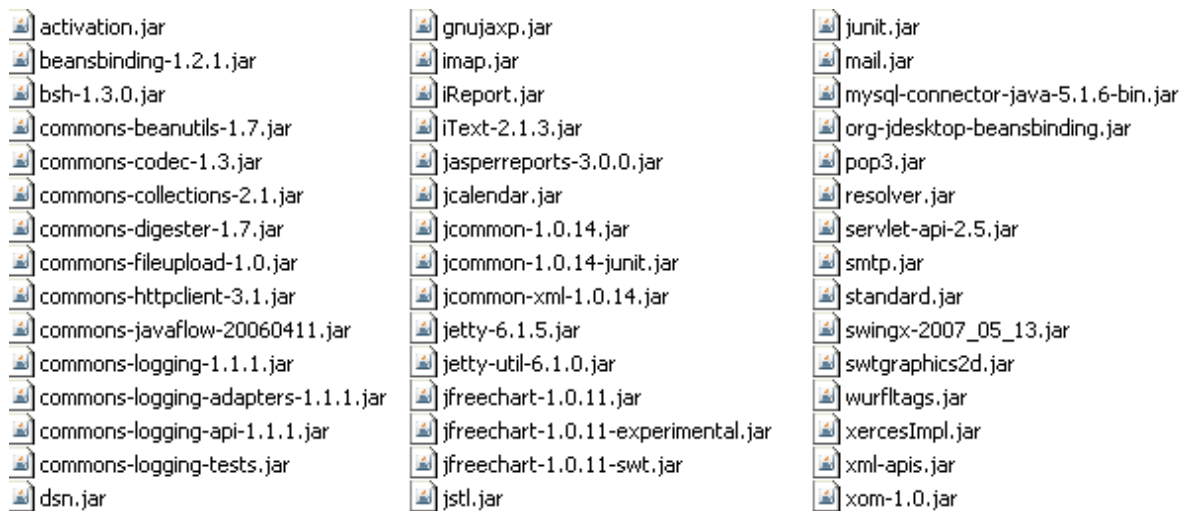 activation.jar
beansbinding-1.2.1.jar
bsh-1.3.0.jar
commons-beanutils-1.7.jar
commons-codec-1.3.jar
commons-collections-2.1.jar
commons-digester-1.7.jar
commons-fileupload-1.0.jar
commons-httpclient-3.1.jar
commons-javaflow-20060411.jar
commons-logging-1.1.1.jar
commons-logging-adapters-1.1.1.jar
commons-logging-api-1.1.1.jar
commons-logging-tests.jar
dsn.jar
gnujaxp.jar
imap.jar
iReport.jar
iText-2.1.3.jar
jasperreports-3.0.0.jar
jcalendar.jar
jcommon-1.0.14.jar
jcommon-1.0.14-junit.jar
jcommon-xml-1.0.14.jar
jetty-6.1.5.jar
jetty-util-6.1.0.jar
jfreechart-1.0.11.jar
jfreechart-1.0.11-experimental.jar
jfreechart-1.0.11-swt.jar
jstl.jar
junit.jar
mail.jar
mysql-connector-java-5.1.6-bin.jar
org-jdesktop-beansbinding.jar
pop3.jar
resolver.jar
servlet-api-2.5.jar
smtp.jar
standard.jar
swingx-2007_05_13.jar
swtgraphics2d.jar
wurfltags.jar
xercesImpl.jar
xml-apis.jar
xom-1.0.jar